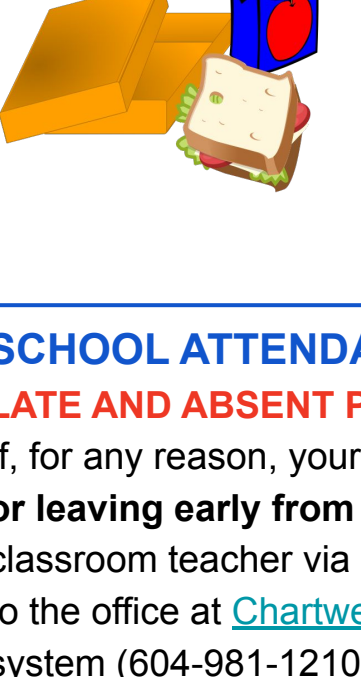 SCHOOL ATTENDA
LATE AND ABSENT P
f, for any reason, your
or leaving early from
classroom teacher via
o the office at Chartwe
system (604-981-1210